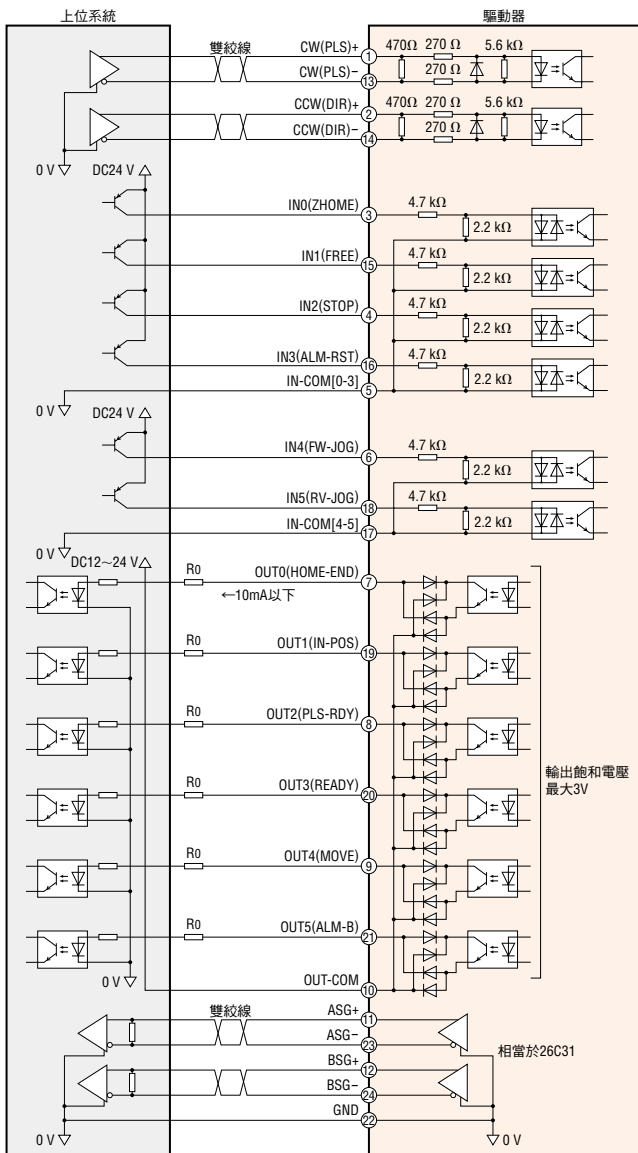 上位系統
驅動器
雙絞線
CW(PLS)+
1
470Ω
270 Ω
5.6 kΩ
CW(PLS)−
13
270 Ω
CCW(DIR)+
2
470Ω
270 Ω
5.6 kΩ
CCW(DIR)−
14
270 Ω
0 V
DC24 V
IN0(ZHOME)
3
4.7 kΩ
2.2 kΩ
IN1(FREE)
15
4.7 kΩ
2.2 kΩ
IN2(STOP)
4
4.7 kΩ
2.2 kΩ
IN3(ALM-RST)
16
4.7 kΩ
2.2 kΩ
IN-COM[0-3]
5
0 V
DC24 V
IN4(FW-JOG)
6
4.7 kΩ
2.2 kΩ
IN5(RV-JOG)
18
4.7 kΩ
2.2 kΩ
IN-COM[4-5]
17
0 V
DC12～24 V
R0
OUT0(HOME-END)
7
←10mA以下
R0
OUT1(IN-POS)
19
R0
OUT2(PLS-RDY)
8
輸出飽和電壓
最大3V
R0
OUT3(READY)
20
R0
OUT4(MOVE)
9
R0
OUT5(ALM-B)
21
0 V
OUT-COM
10
雙絞線
ASG+
11
ASG−
23
相當於26C31
BSG+
12
BSG−
24
GND
22
0 V
0 V